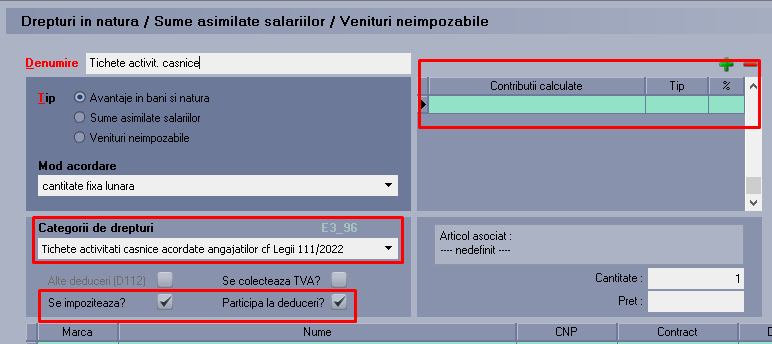 Drepturi in natura / Sume asimilate salariilor / Venituri neimpozabile
Denumire Tichete activit. casnice
Tip Avantaje in bani si natura
Sume asimilate salariilor
Venituri neimpozabile
Mod acordare
cantitate fixa lunara
Contributii calculate Tip %
Categorii de drepturi E3_96
Tichete activitati casnice acordate angajatilor cf Legii 111/2022
Alte deduceri (D112) Se colecteaza TVA?
Se impoziteaza? Participa la deduceri?
Articol asociat :
---- nedefinit ----
Cantitate : 1
Pret :
Marca Nume CNP Contract